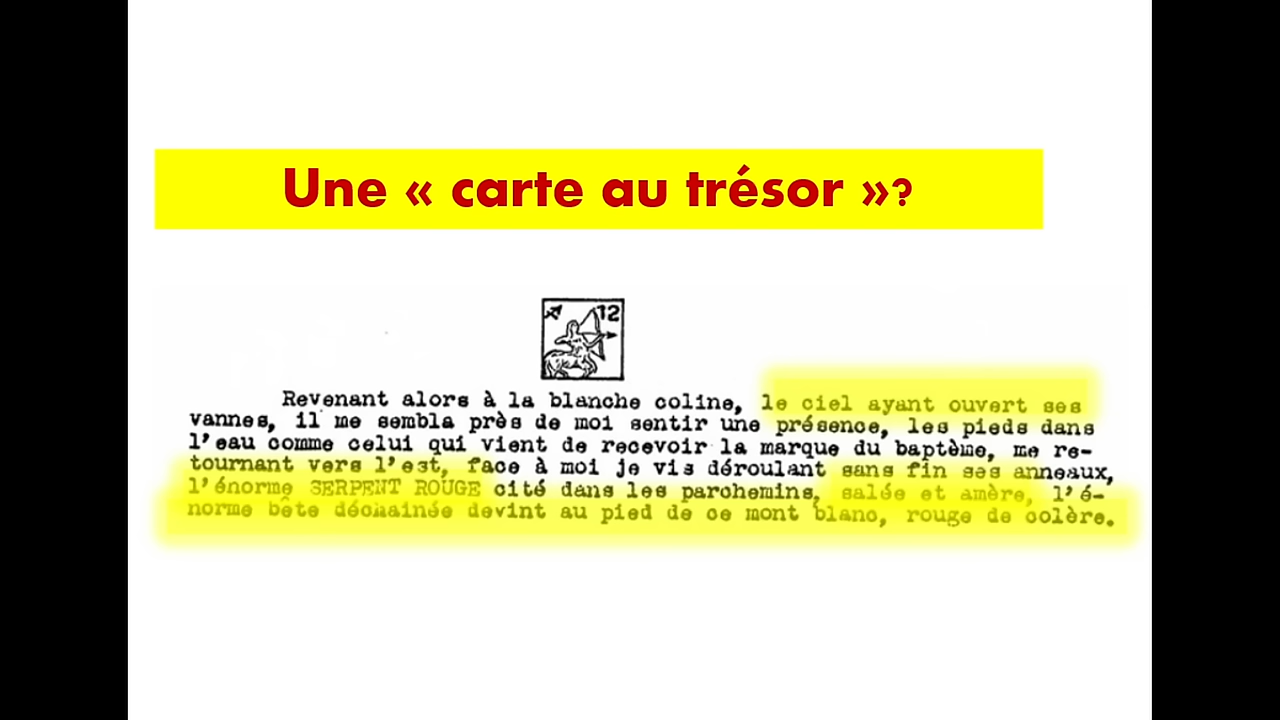 Une « carte au trésor »?
12
Revenant alors à la blanche coline, le ciel ayant ouvert ses
vannes, il me sembla près de moi sentir une présence, les pieds dans
l'eau comme celui qui vient de recevoir la marque du baptème, me re-
tournant vers l'est, face à moi je vis déroulant sans fin ses anneaux,
l'énorme SERPENT ROUGE cité dans les parchemins, salée et amère, l'é-
norme bête déchainée devint au pied de ce mont blanc, rouge de colère.